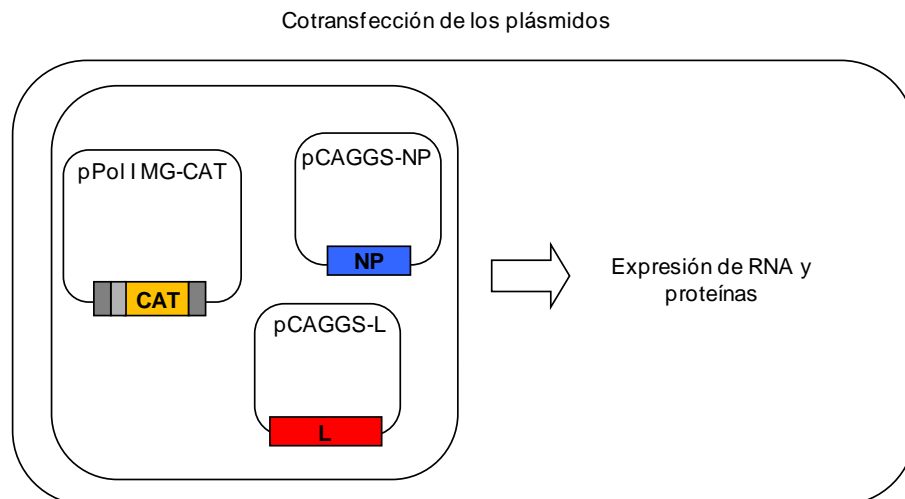 Cotransfección de los plásmidos
pPol I MG-CAT
CAT
pCAGGS-NP
NP
pCAGGS-L
L
Expresión de RNA y
proteínas